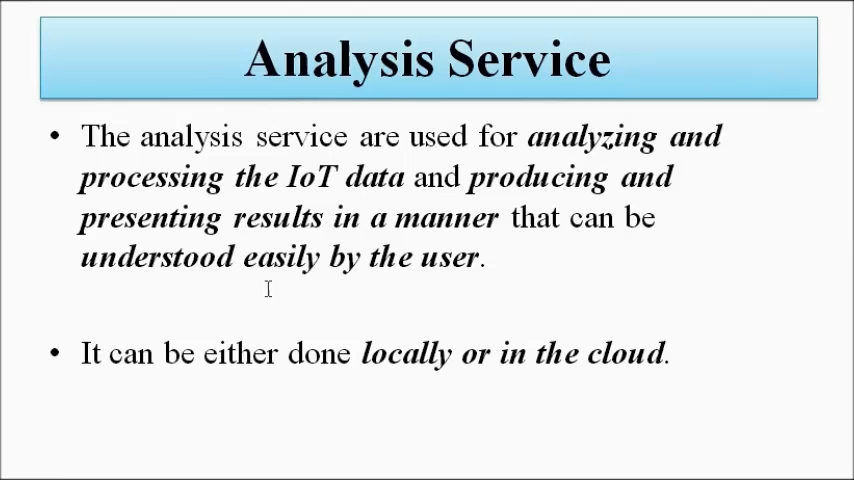 Analysis Service
• The analysis service are used for analyzing and
processing the IoT data and producing and
presenting results in a manner that can be
understood easily by the user.
• It can be either done locally or in the cloud.